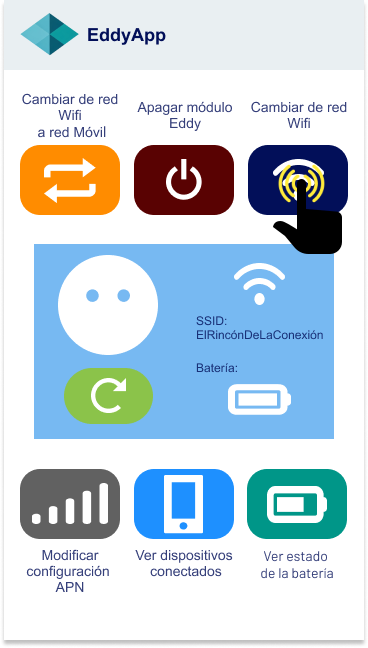 EddyApp
Cambiar de red
Wifi
a red Móvil
Apagar módulo
Eddy
Cambiar de red
Wifi
SSID:
ElRincónDeLaConexión
Batería:
Modificar
configuración
APN
Ver dispositivos
conectados
Ver estado
de la batería